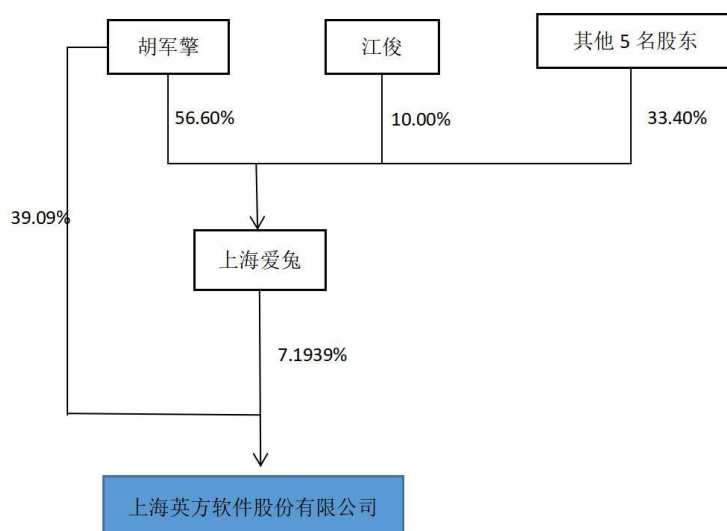 胡军擎
江俊
其他 5 名股东
56.60%
10.00%
33.40%
39.09%
上海爱兔
7.1939%
上海英方软件股份有限公司